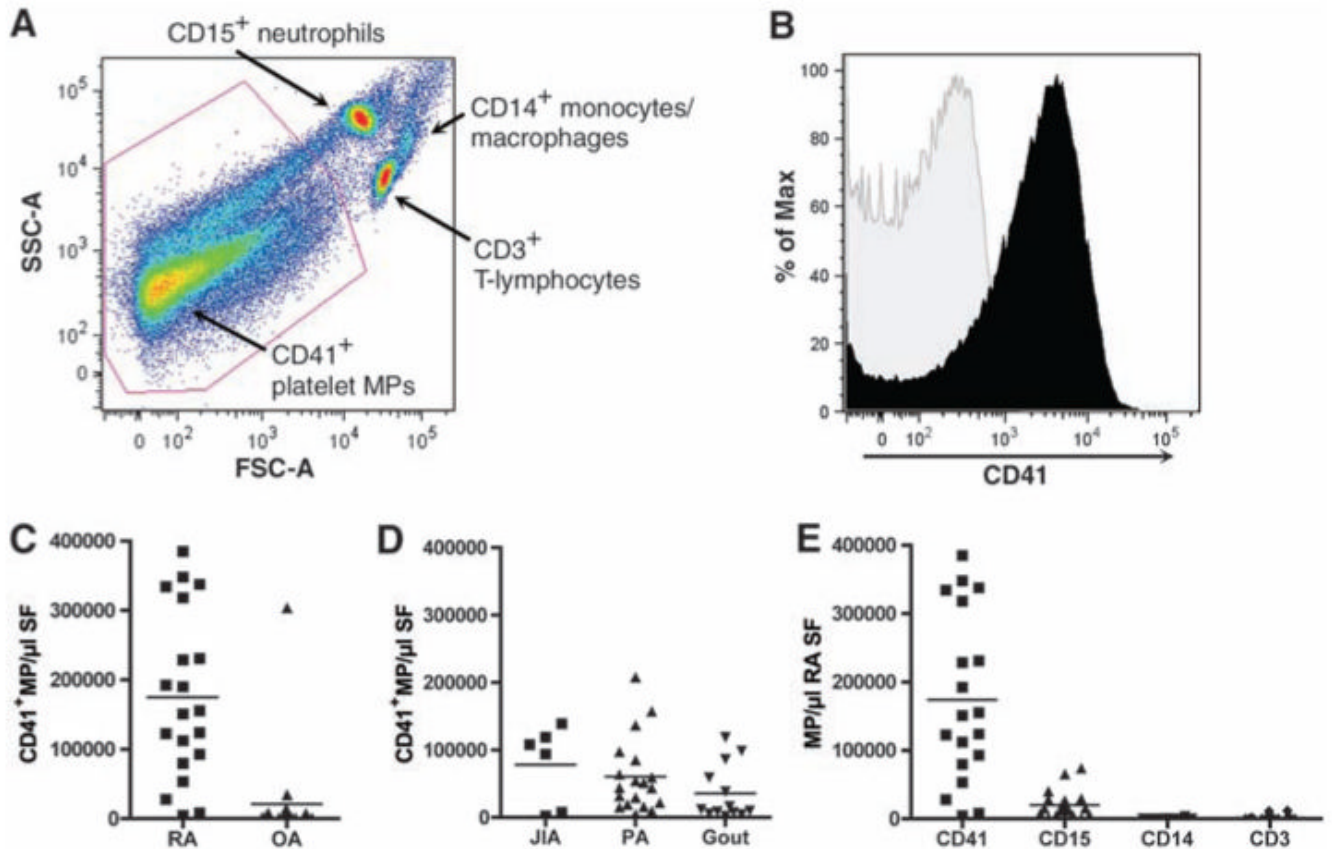 A
CD15+ neutrophils
CD14+ monocytes/
macrophages
CD3+
T-lymphocytes
CD41+
platelet MPs
SSC-A
10^5
10^4
10^3
10^2
0
0 10^2 10^3 10^4 10^5
FSC-A
B
% of Max
100
80
60
40
20
0
0 10^2 10^3 10^4 10^5
CD41
C
CD41+MP/µl SF
400000
300000
200000
100000
0
RA OA
D
CD41+MP/µl SF
400000
300000
200000
100000
0
JIA PA Gout
E
MP/µl RA SF
400000
300000
200000
100000
0
CD41 CD15 CD14 CD3